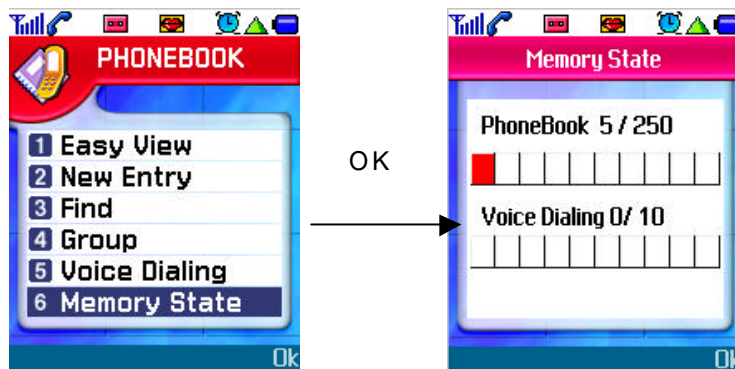 PHONEBOOK
1 Easy View
2 New Entry
3 Find
4 Group
5 Voice Dialing
6 Memory State
Ok
OK
Memory State
PhoneBook 5 / 250
Voice Dialing 0/ 10
Ok